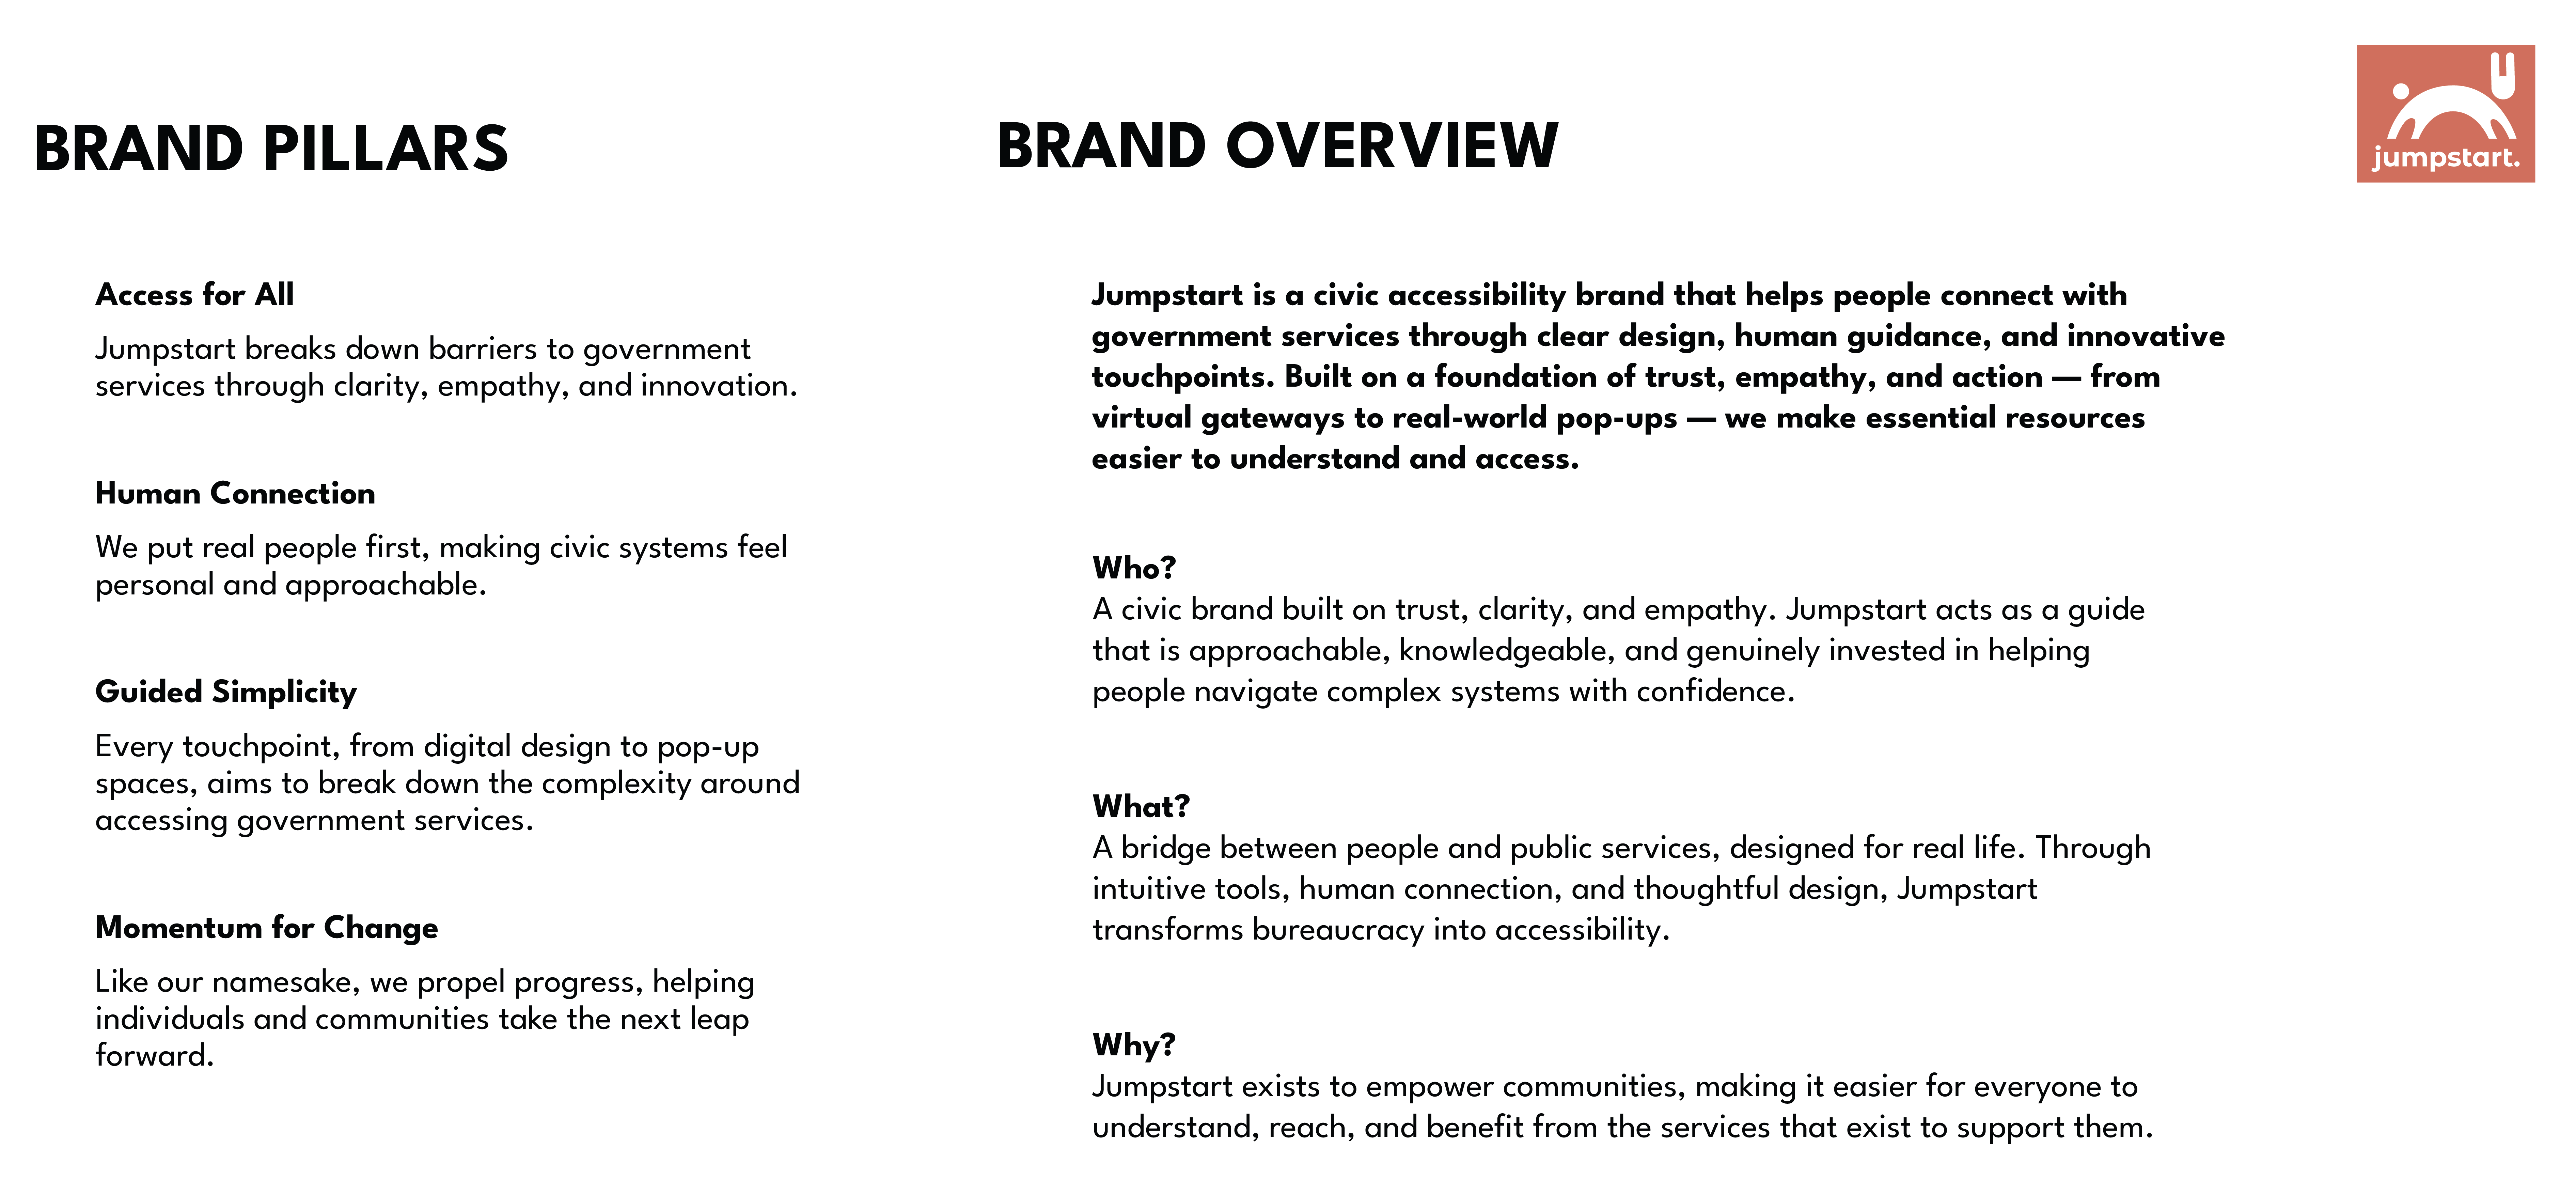 BRAND PILLARS
Access for All
Jumpstart breaks down barriers to government
services through clarity, empathy, and innovation.
Human Connection
We put real people first, making civic systems feel
personal and approachable.
Guided Simplicity
Every touchpoint, from digital design to pop-up
spaces, aims to break down the complexity around
accessing government services.
Momentum for Change
Like our namesake, we propel progress, helping
individuals and communities take the next leap
forward.
BRAND OVERVIEW
Jumpstart is a civic accessibility brand that helps people connect with
government services through clear design, human guidance, and innovative
touchpoints. Built on a foundation of trust, empathy, and action — from
virtual gateways to real-world pop-ups — we make essential resources
easier to understand and access.
Who?
A civic brand built on trust, clarity, and empathy. Jumpstart acts as a guide
that is approachable, knowledgeable, and genuinely invested in helping
people navigate complex systems with confidence.
What?
A bridge between people and public services, designed for real life. Through
intuitive tools, human connection, and thoughtful design, Jumpstart
transforms bureaucracy into accessibility.
Why?
Jumpstart exists to empower communities, making it easier for everyone to
understand, reach, and benefit from the services that exist to support them.
jumpstart.